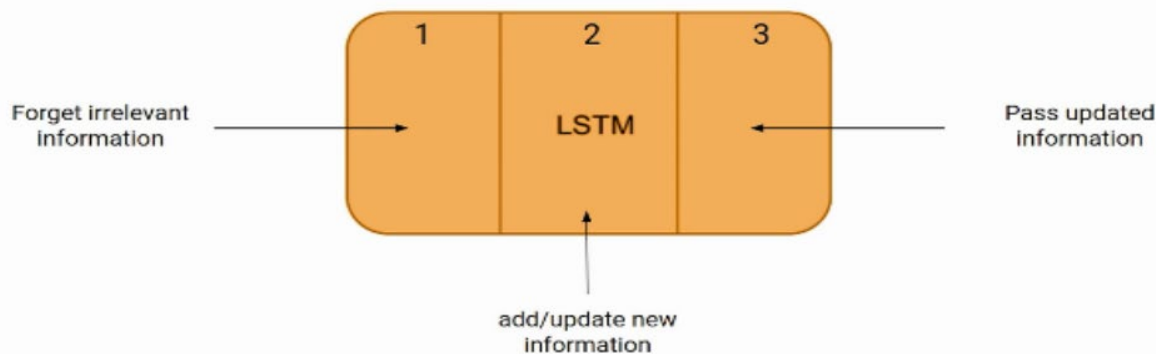 1
2
3
Forget irrelevant
information
LSTM
Pass updated
information
add/update new
information